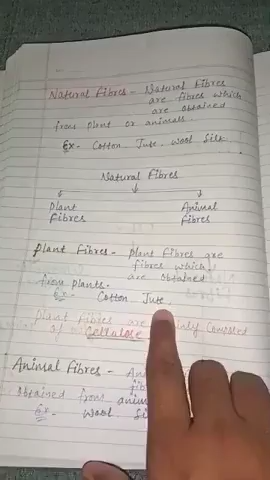 Natural Fibres - Natural Fibres
are fibres which
are obtained
from plant or animals.
Ex - Cotton Jute. Wool Silk.
Natural Fibres
Plant Animal
Fibres Fibres
Plant Fibres - Plant Fibres are
fibres which
are obtained
from plants.
Ex - Cotton Jute.
Plant Fibres are
of Cellulose
Animal Fibres -
obtained from
Ex - Wool